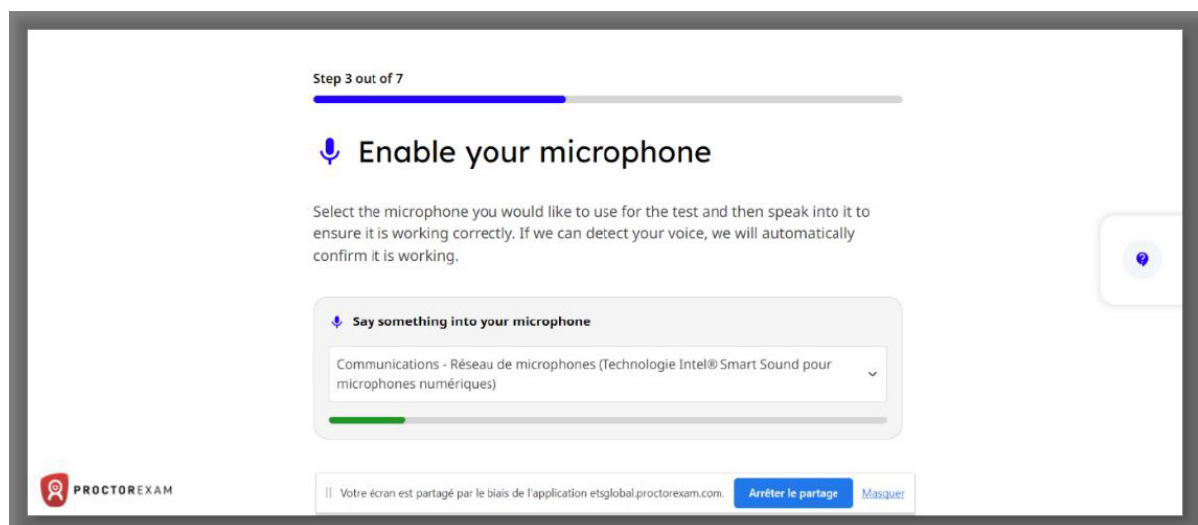 Step 3 out of 7
Enable your microphone
Select the microphone you would like to use for the test and then speak into it to
ensure it is working correctly. If we can detect your voice, we will automatically
confirm it is working.
Say something into your microphone
Communications - Réseau de microphones (Technologie Intel® Smart Sound pour
microphones numériques)
PROCTOREXAM
Votre écran est partagé par le biais de l'application etsglobal.proctorexam.com. Arrêter le partage Masquer